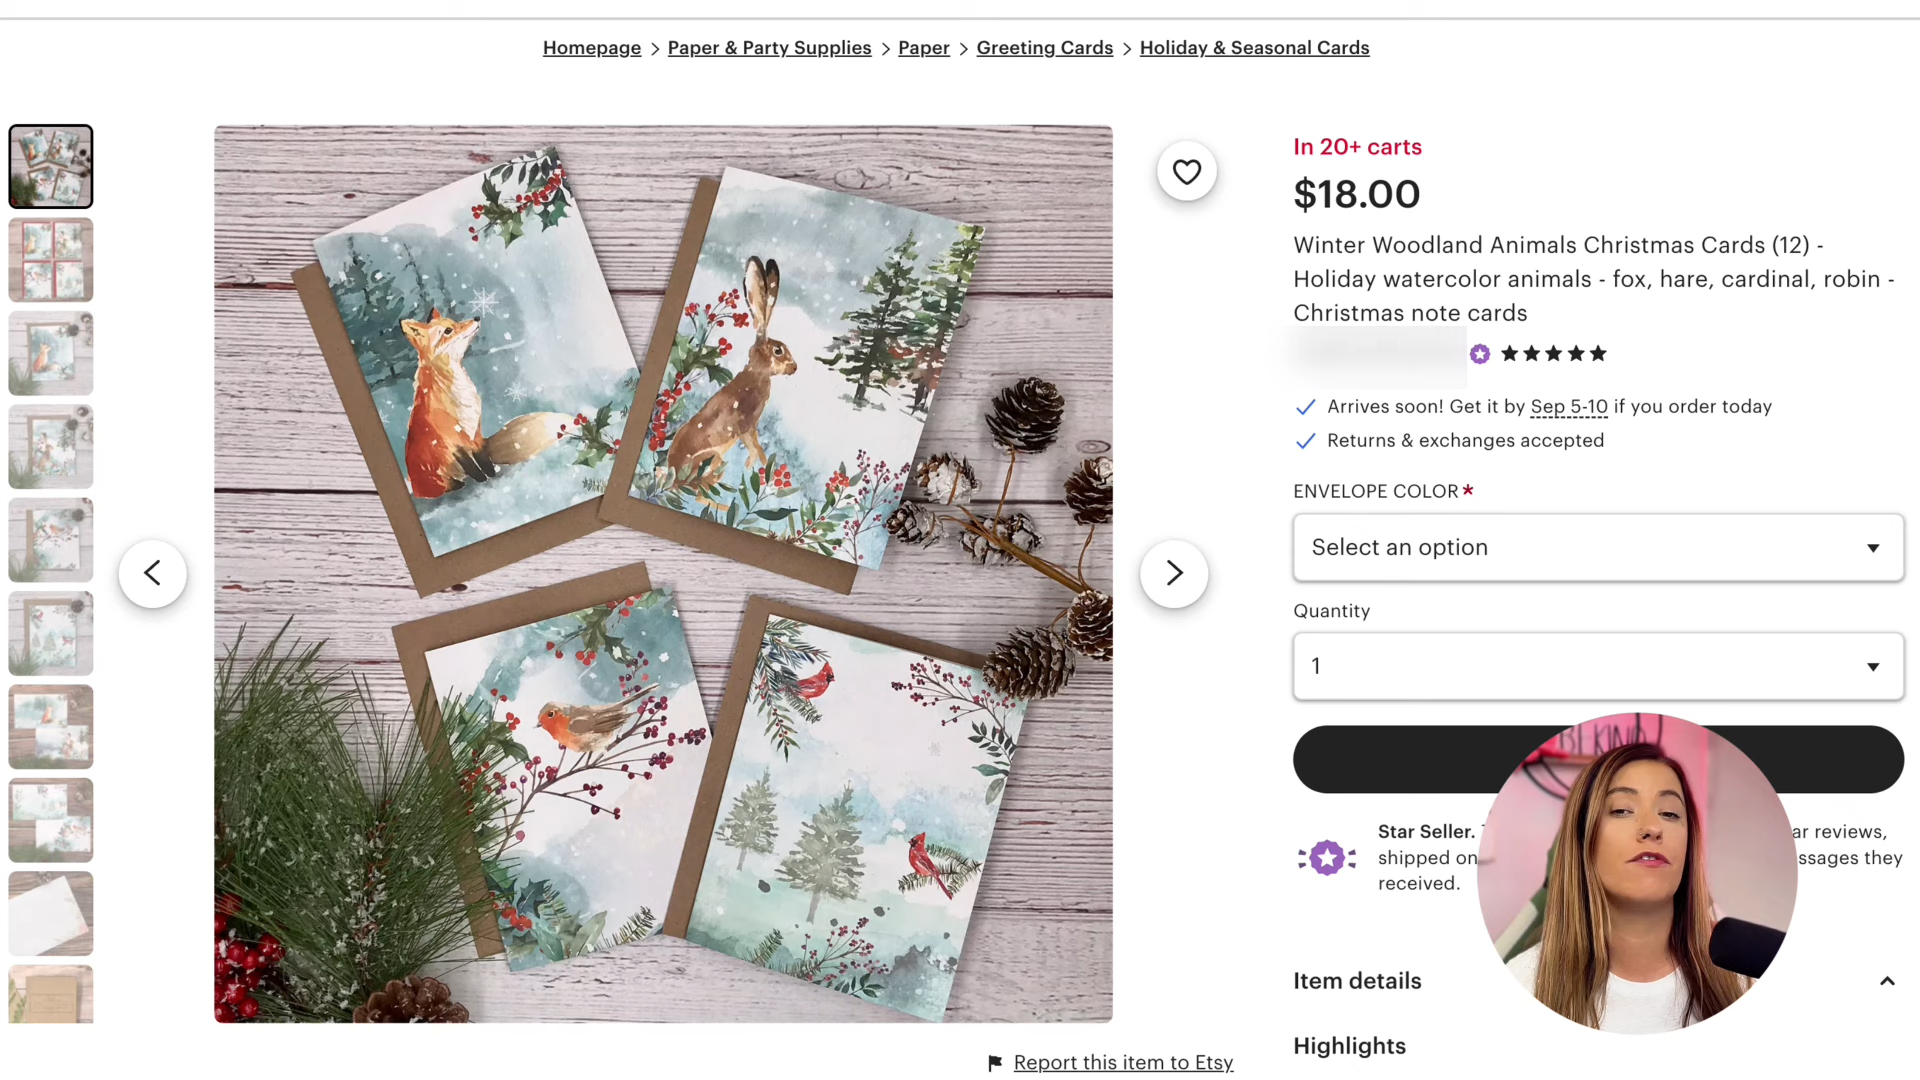 Homepage > Paper & Party Supplies > Paper > Greeting Cards > Holiday & Seasonal Cards
In 20+ carts
$18.00
Winter Woodland Animals Christmas Cards (12) -
Holiday watercolor animals - fox, hare, cardinal, robin -
Christmas note cards
Arrives soon! Get it by Sep 5-10 if you order today
Returns & exchanges accepted
ENVELOPE COLOR*
Select an option
Quantity
1
BE KIND
Star Seller.
ar reviews,
shipped on
ssages they
received.
Item details
Highlights
Report this item to Etsy